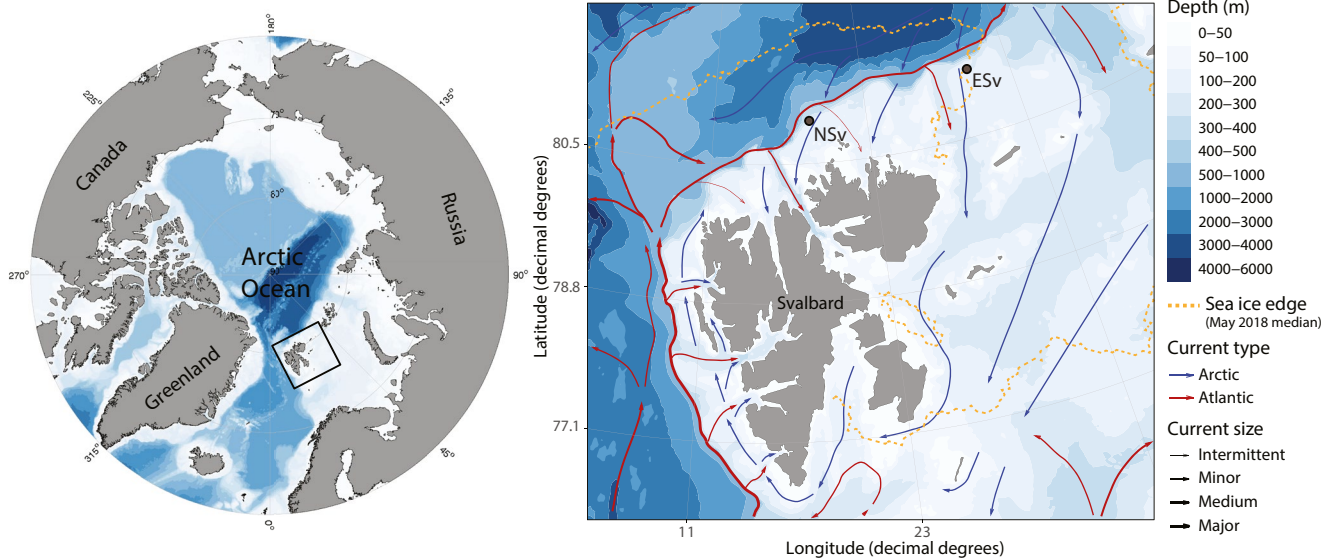 180°
225°
135°
75°
Canada
Russia
Arctic
Ocean
270°
90°
Greenland
315°
45°
0°
80.5
78.8
77.1
Latitude (decimal degrees)
ESv
NSv
Svalbard
11
23
Longitude (decimal degrees)
Depth (m)
0–50
50–100
100–200
200–300
300–400
400–500
500–1000
1000–2000
2000–3000
3000–4000
4000–6000
Sea ice edge
(May 2018 median)
Current type
Arctic
Atlantic
Current size
Intermittent
Minor
Medium
Major